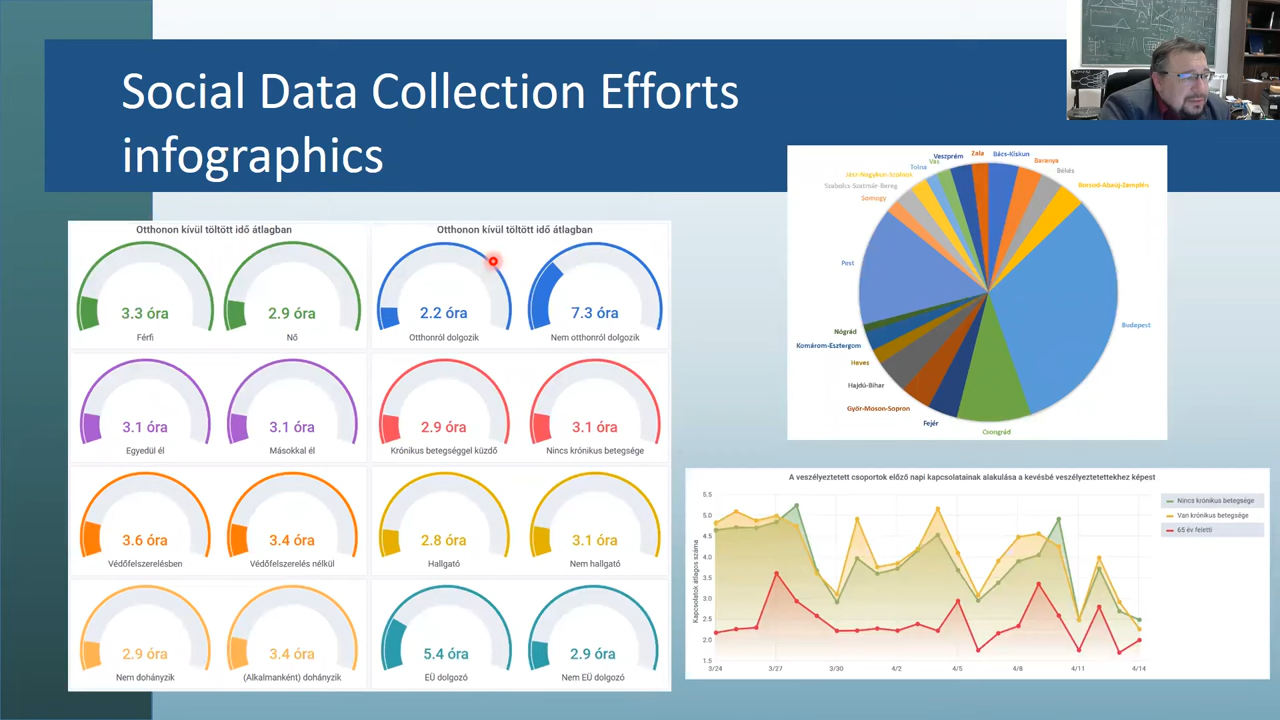 Social Data Collection Efforts
infographics
Otthonon kívül töltött idő átlagban
Otthonon kívül töltött idő átlagban
3.3 óra
Férfi
2.9 óra
Nő
2.2 óra
Otthonról dolgozik
7.3 óra
Nem otthonról dolgozik
3.1 óra
Egyedül él
3.1 óra
Másokkal él
2.9 óra
Krónikus betegséggel küzdő
3.1 óra
Nincs krónikus betegsége
3.6 óra
Védőfelszerelésben
3.4 óra
Védőfelszerelés nélkül
2.8 óra
Hallgató
3.1 óra
Nem hallgató
2.9 óra
Nem dohányzik
3.4 óra
(Alkalmanként) dohányzik
5.4 óra
EÜ dolgozó
2.9 óra
Nem EÜ dolgozó
Bács-Kiskun
Baranya
Békés
Borsod-Abaúj-Zemplén
Budapest
Csongrád
Fejér
Győr-Moson-Sopron
Hajdú-Bihar
Heves
Komárom-Esztergom
Nógrád
Pest
Somogy
Szabolcs-Szatmár-Bereg
Jász-Nagykun-Szolnok
Tolna
Vas
Veszprém
Zala
A veszélyeztetett csoportok előző napi kapcsolatainak alakulása a kevésbé veszélyeztetettekhez képest
Kapcsolatok átlagos száma
5.5
5.0
4.5
4.0
3.5
3.0
2.5
2.0
1.5
3/24
3/27
3/30
4/2
4/5
4/8
4/11
4/14
Nincs krónikus betegsége
Van krónikus betegsége
65 év feletti